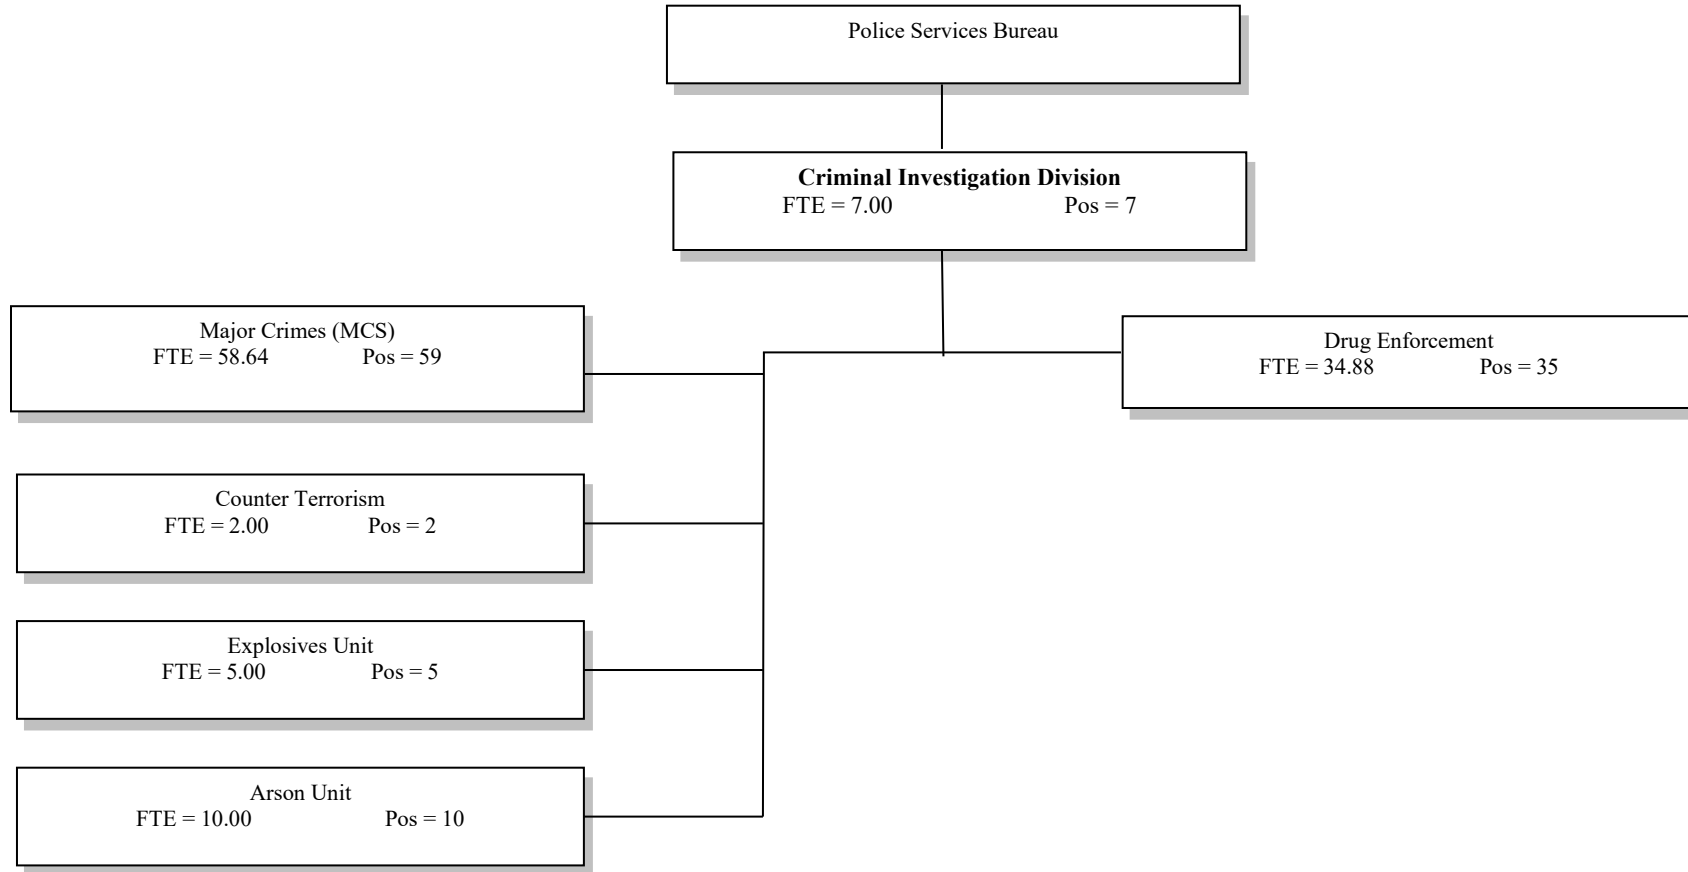 Police Services Bureau
Criminal Investigation Division
FTE = 7.00 Pos = 7
Major Crimes (MCS)
FTE = 58.64 Pos = 59
Drug Enforcement
FTE = 34.88 Pos = 35
Counter Terrorism
FTE = 2.00 Pos = 2
Explosives Unit
FTE = 5.00 Pos = 5
Arson Unit
FTE = 10.00 Pos = 10